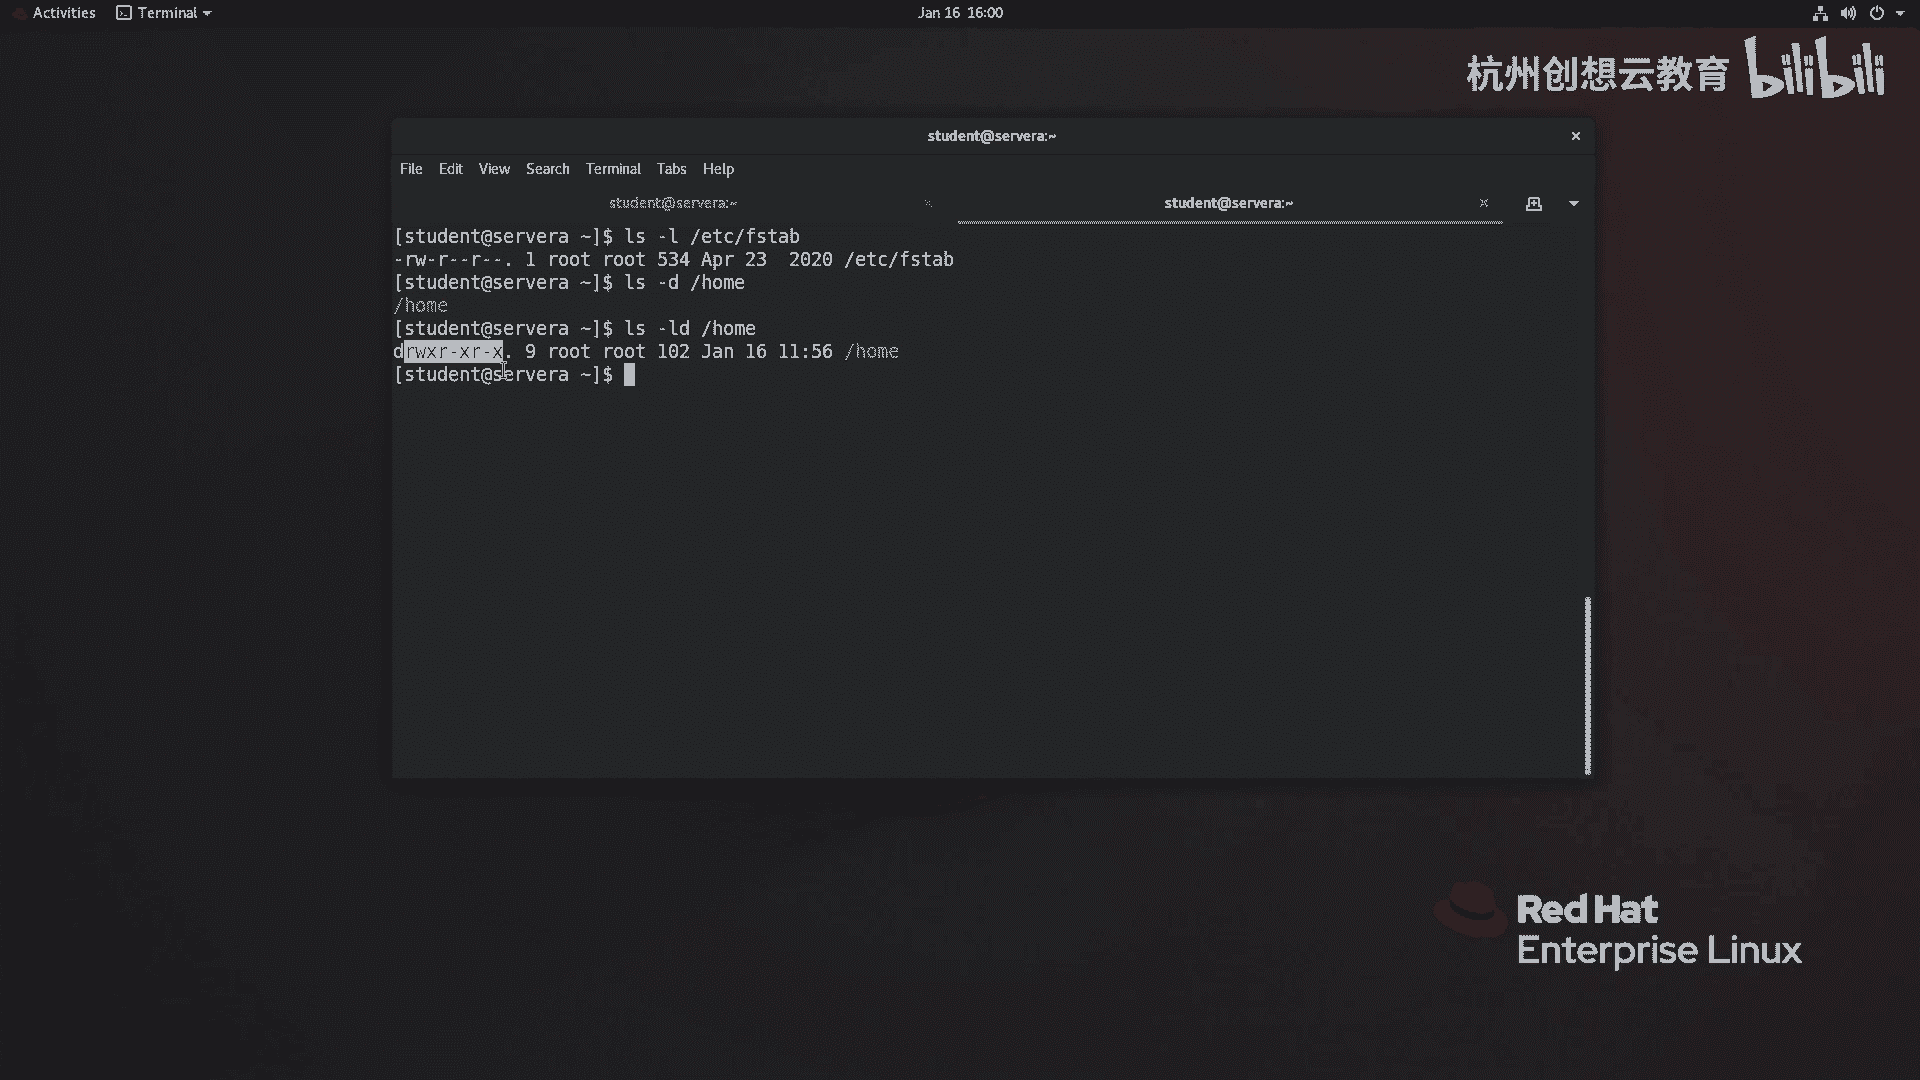 Activities Terminal Jan 16 16:00
杭州创想云教育 bilibili
student@servera:~
File Edit View Search Terminal Tabs Help
student@servera:~ student@servera:~
[student@servera ~]$ ls -l /etc/fstab
-rw-r--r--. 1 root root 534 Apr 23  2020 /etc/fstab
[student@servera ~]$ ls -d /home
/home
[student@servera ~]$ ls -ld /home
drwxr-xr-x. 9 root root 102 Jan 16 11:56 /home
[student@servera ~]$
Red Hat
Enterprise Linux